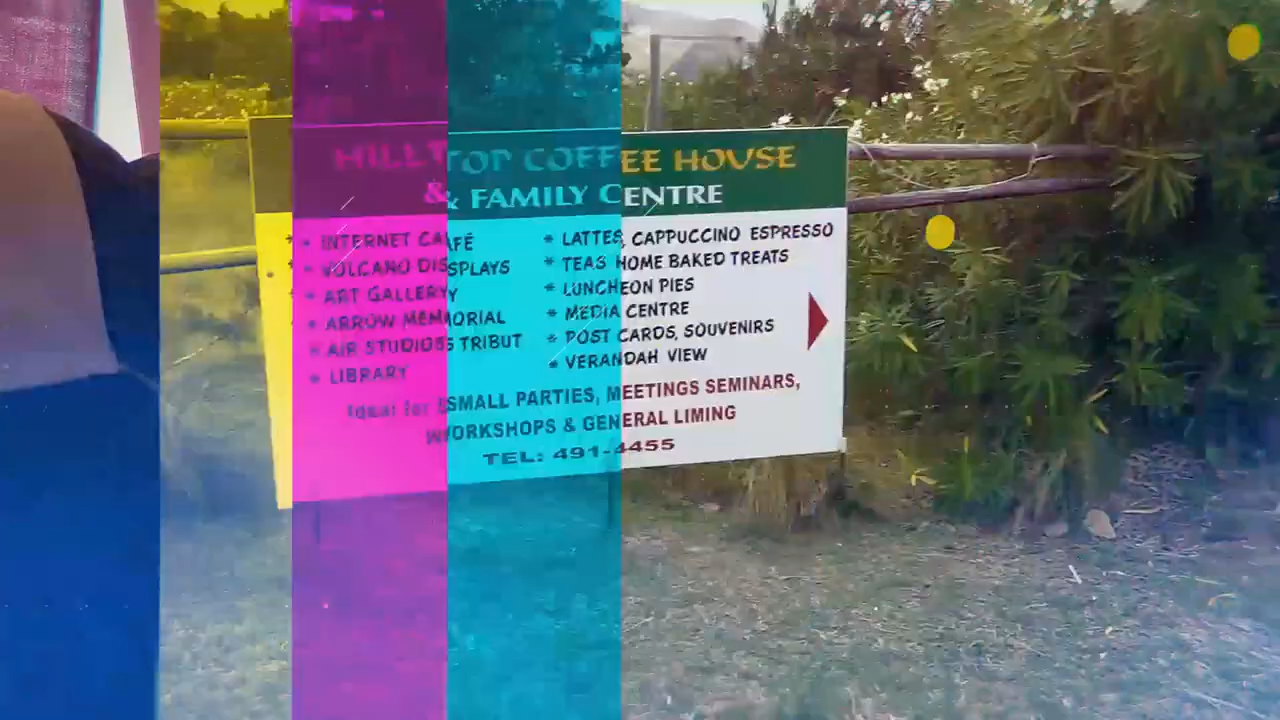 HILLTOP COFFEE HOUSE
& FAMILY CENTRE
* INTERNET CAFÉ
* VOLCANO DISPLAYS
* ART GALLERY
* ARROW MEMORIAL
* AIR STUDIOS TRIBUT
* LIBRARY
* LATTES, CAPPUCCINO ESPRESSO
* TEAS HOME BAKED TREATS
* LUNCHEON PIES
* MEDIA CENTRE
* POST CARDS, SOUVENIRS
* VERANDAH VIEW
Ideal for SMALL PARTIES, MEETINGS SEMINARS,
WORKSHOPS & GENERAL LIMING
TEL: 491-4455